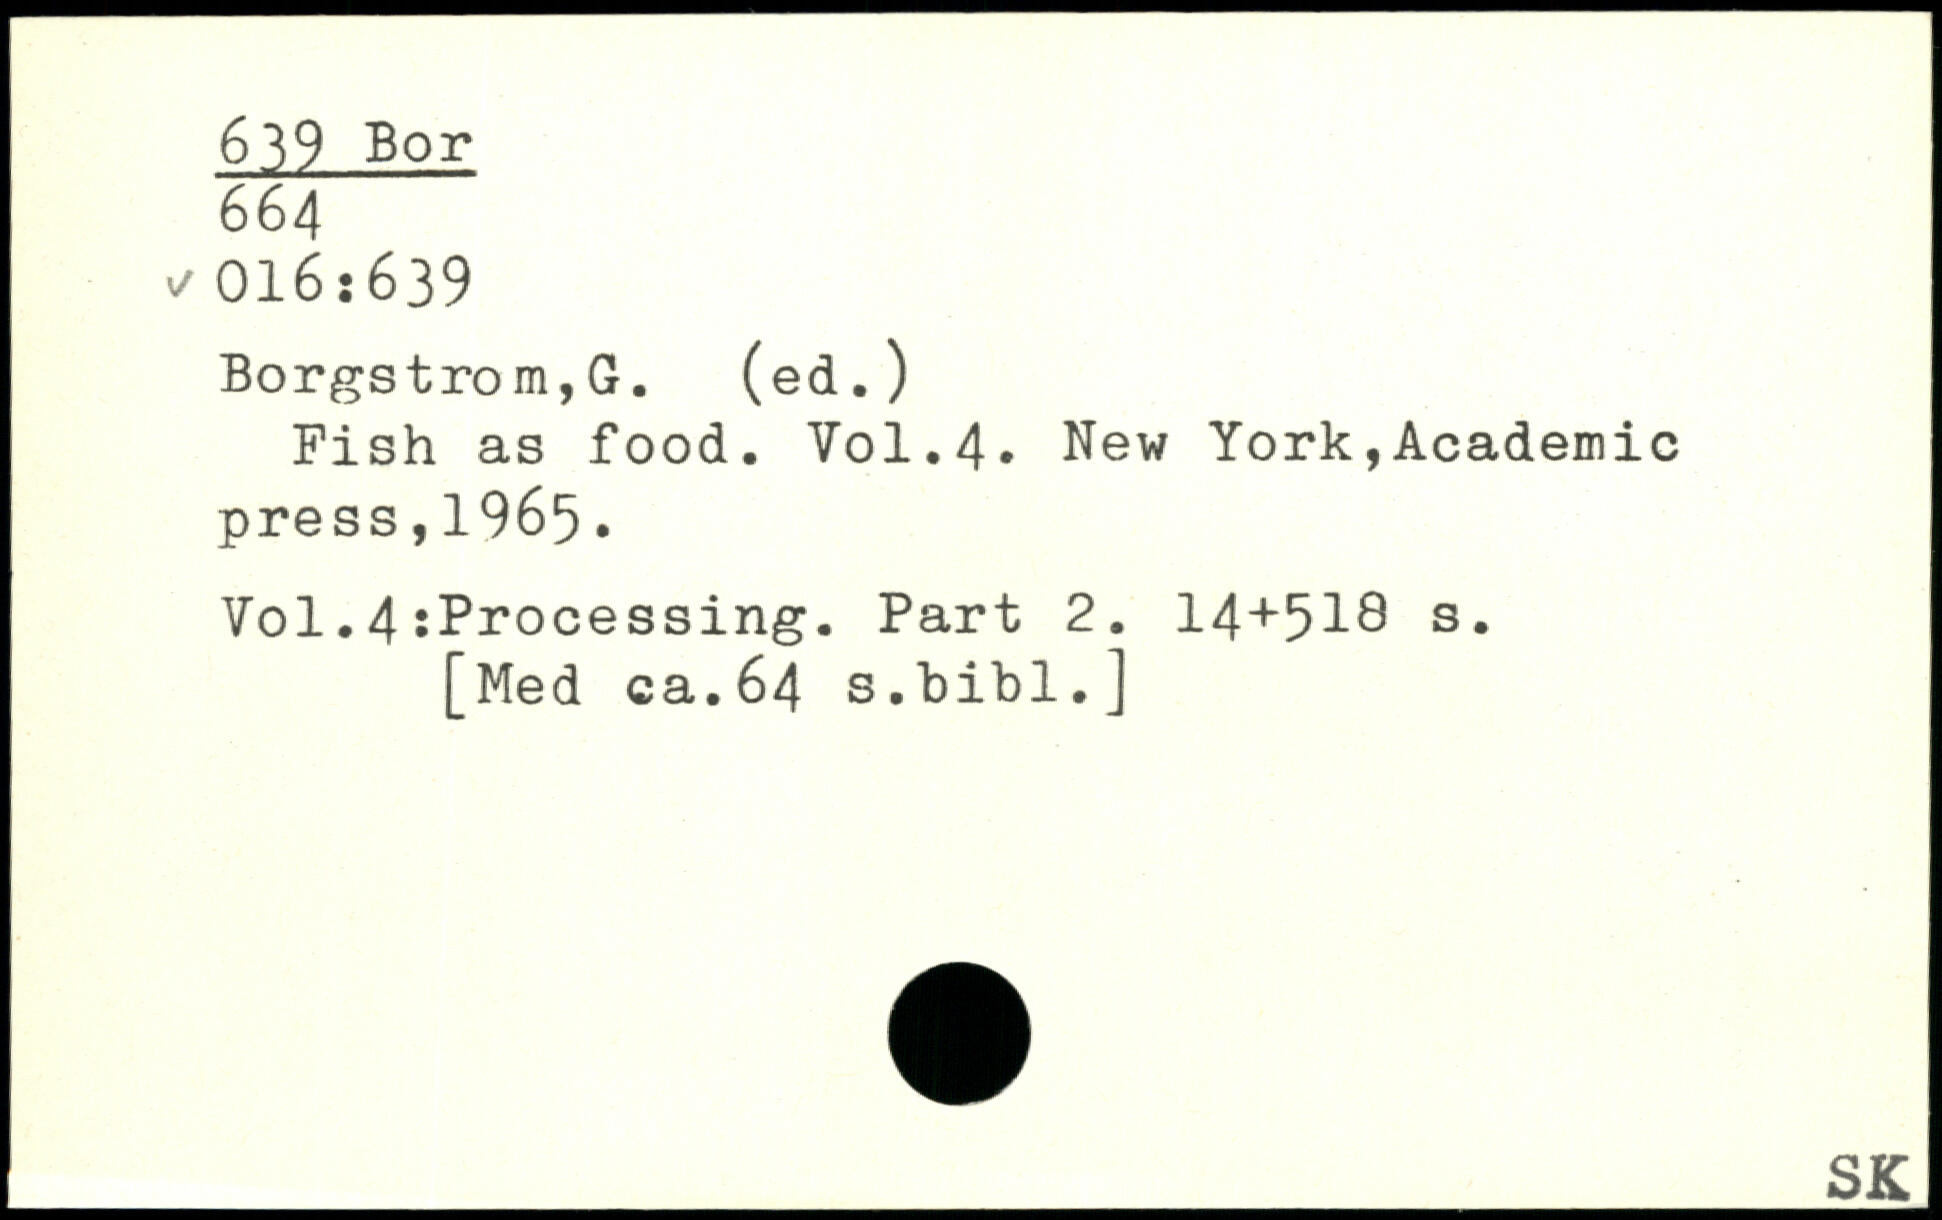 639 Bor
664
✓ 016:639
Borgstrom,G. (ed.)
Fish as food. Vol.4. New York,Academic
press,1965.
Vol.4:Processing. Part 2. 14+518 s.
[Med ca.64 s.bibl.]
SK